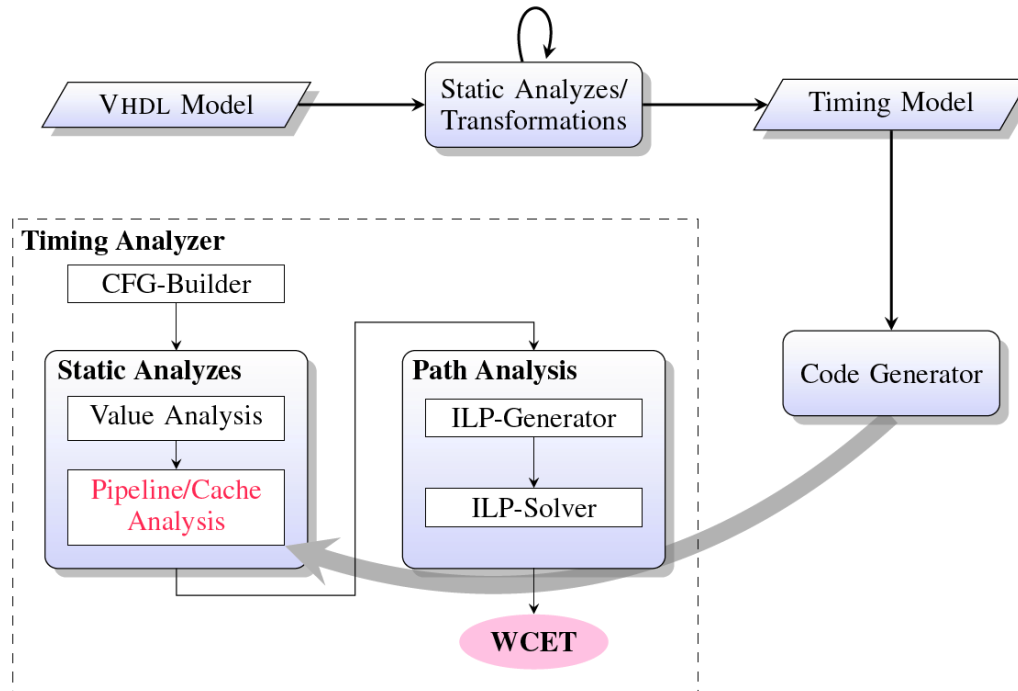 VHDL Model
Static Analyzes/
Transformations
Timing Model
Timing Analyzer
CFG-Builder
Static Analyzes
Value Analysis
Pipeline/Cache
Analysis
Path Analysis
ILP-Generator
ILP-Solver
WCET
Code Generator